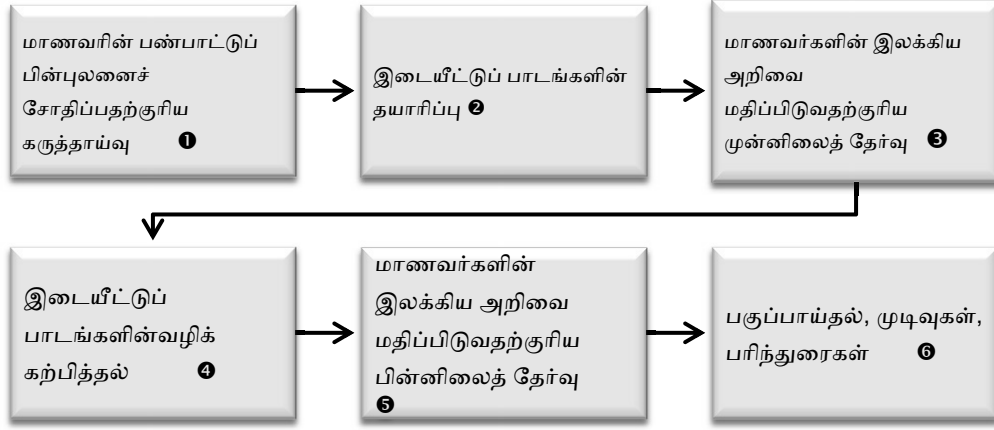 மாணவரின் பண்பாட்டுப்
பின்புலனைச்
சோதிப்பதற்குரிய
கருத்தாய்வு ❶
இடையீட்டுப் பாடங்களின்
தயாரிப்பு ❷
மாணவர்களின் இலக்கிய
அறிவை
மதிப்பிடுவதற்குரிய
முன்னிலைத் தேர்வு ❸
இடையீட்டுப்
பாடங்களின்வழிக்
கற்பித்தல் ❹
மாணவர்களின்
இலக்கிய அறிவை
மதிப்பிடுவதற்குரிய
பின்னிலைத் தேர்வு
❺
பகுப்பாய்தல், முடிவுகள்,
பரிந்துரைகள் ❻